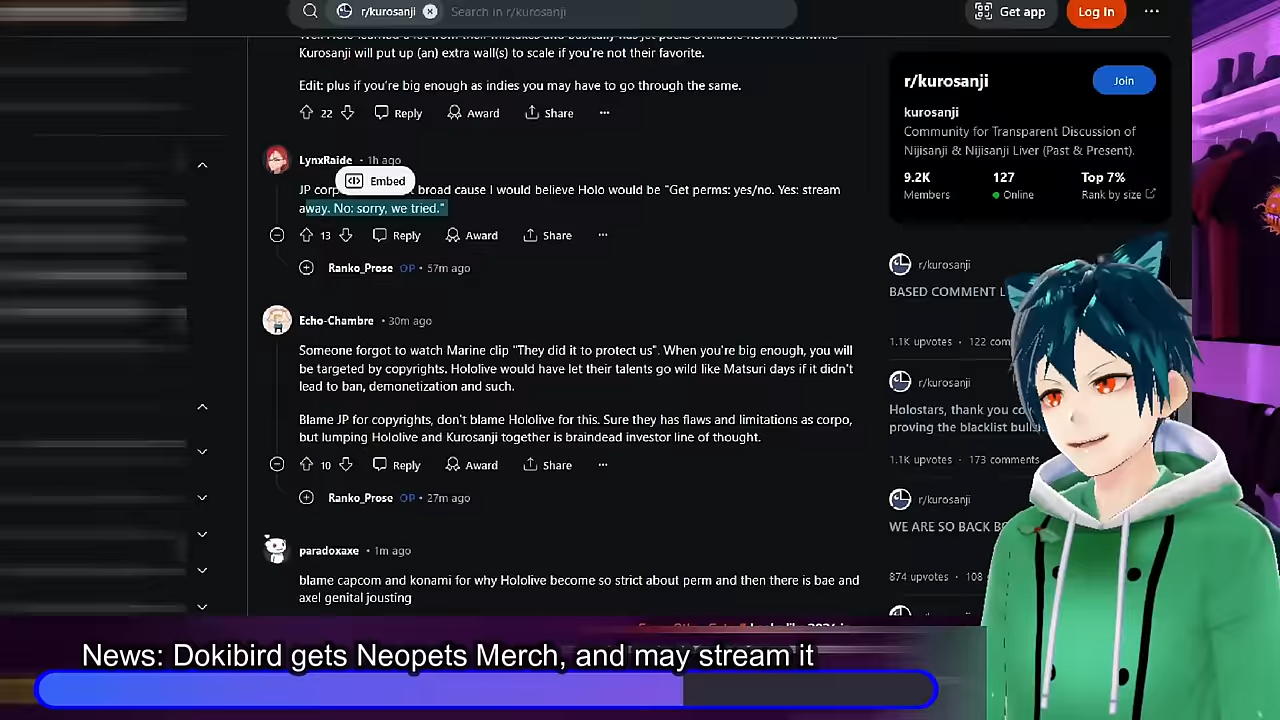 r/kurosanji
Search in r/kurosanji
Get app
Log In
Kurosanji will put up (an) extra wall(s) to scale if you're not their favorite.
Edit: plus if you're big enough as indies you may have to go through the same.
22 Reply Award Share
LynxRaide • 1h ago
Embed
JP corp broad cause I would believe Holo would be "Get perms: yes/no. Yes: stream
away. No: sorry, we tried."
13 Reply Award Share
Ranko_Prose OP • 57m ago
Echo-Chambre • 30m ago
Someone forgot to watch Marine clip "They did it to protect us". When you're big enough, you will
be targeted by copyrights. Hololive would have let their talents go wild like Matsuri days if it didn't
lead to ban, demonetization and such.
Blame JP for copyrights, don't blame Hololive for this. Sure they has flaws and limitations as corpo,
but lumping Hololive and Kurosanji together is braindead investor line of thought.
10 Reply Award Share
Ranko_Prose OP • 27m ago
paradoxaxe • 1m ago
blame capcom and konami for why Hololive become so strict about perm and then there is bae and
axel genital jousting
r/kurosanji
Join
kurosanji
Community for Transparent Discussion of
Nijisanji & Nijisanji Liver (Past & Present).
9.2K 127 Top 7%
Members Online Rank by size
r/kurosanji
BASED COMMENT
1.1K upvotes • 122 com
r/kurosanji
Holostars, thank you
proving the blacklist
1.1K upvotes • 173 comments
r/kurosanji
WE ARE SO BACK
874 upvotes • 108
News: Dokibird gets Neopets Merch, and may stream it